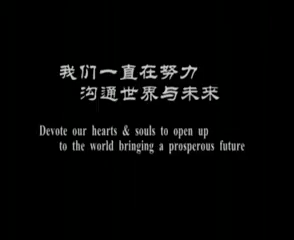 我们一直在努力
沟通世界与未来
Devote our hearts & souls to open up
to the world bringing a prosperous future